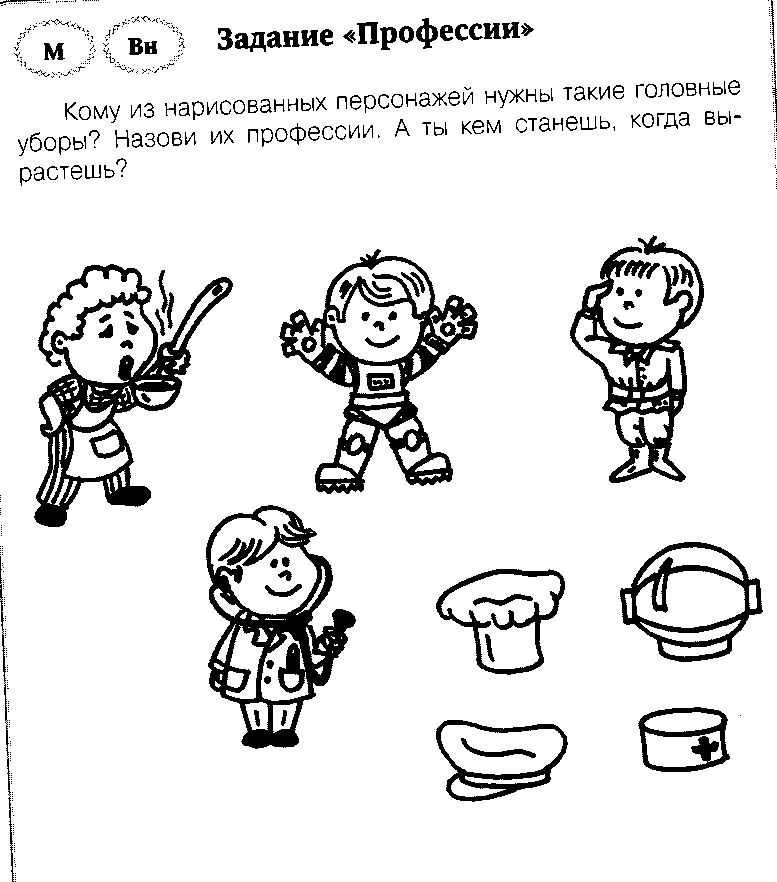 М Вн Задание «Профессии»
Кому из нарисованных персонажей нужны такие головные
уборы? Назови их профессии. А ты кем станешь, когда вы-
растешь?